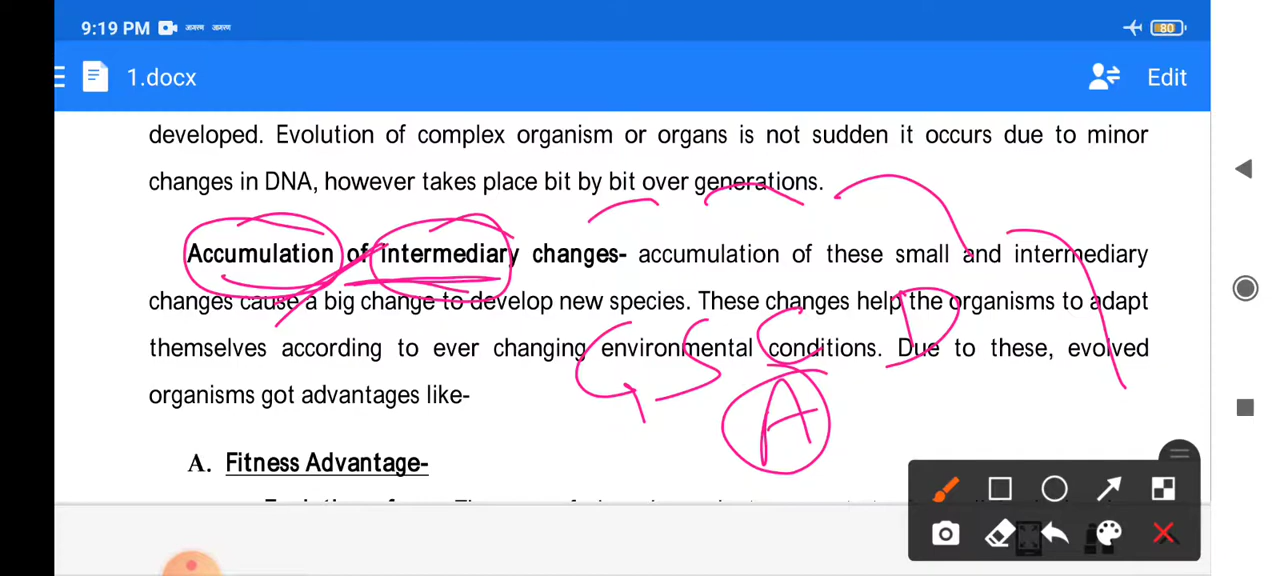 9:19 PM आगरण आगरण 80
1.docx Edit
developed. Evolution of complex organism or organs is not sudden it occurs due to minor
changes in DNA, however takes place bit by bit over generations.
Accumulation of intermediary changes- accumulation of these small and intermediary
changes cause a big change to develop new species. These changes help the organisms to adapt
themselves according to ever changing environmental conditions. Due to these, evolved
organisms got advantages like-
G S C D
A
A. Fitness Advantage-